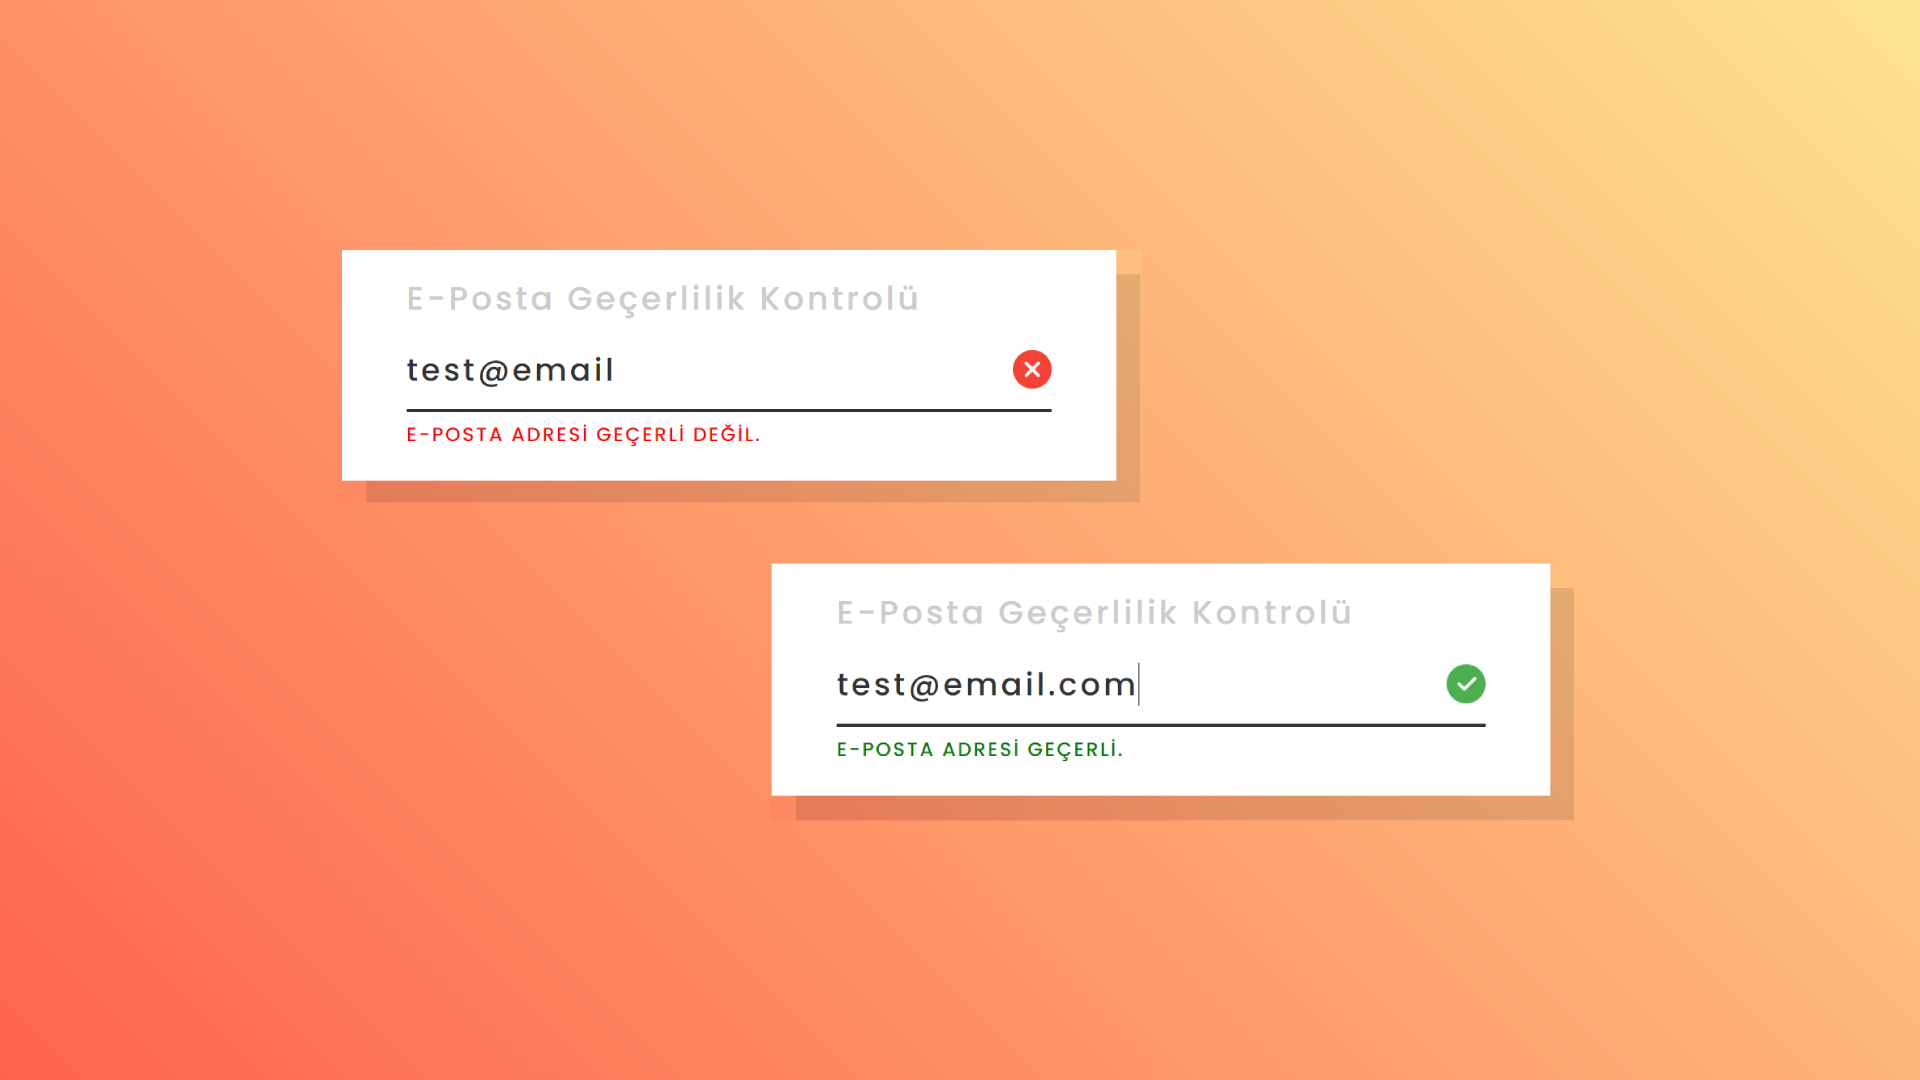 E-Posta Geçerlilik Kontrolü
test@email
E-POSTA ADRESİ GEÇERLİ DEĞİL.
E-Posta Geçerlilik Kontrolü
test@email.com
E-POSTA ADRESİ GEÇERLİ.